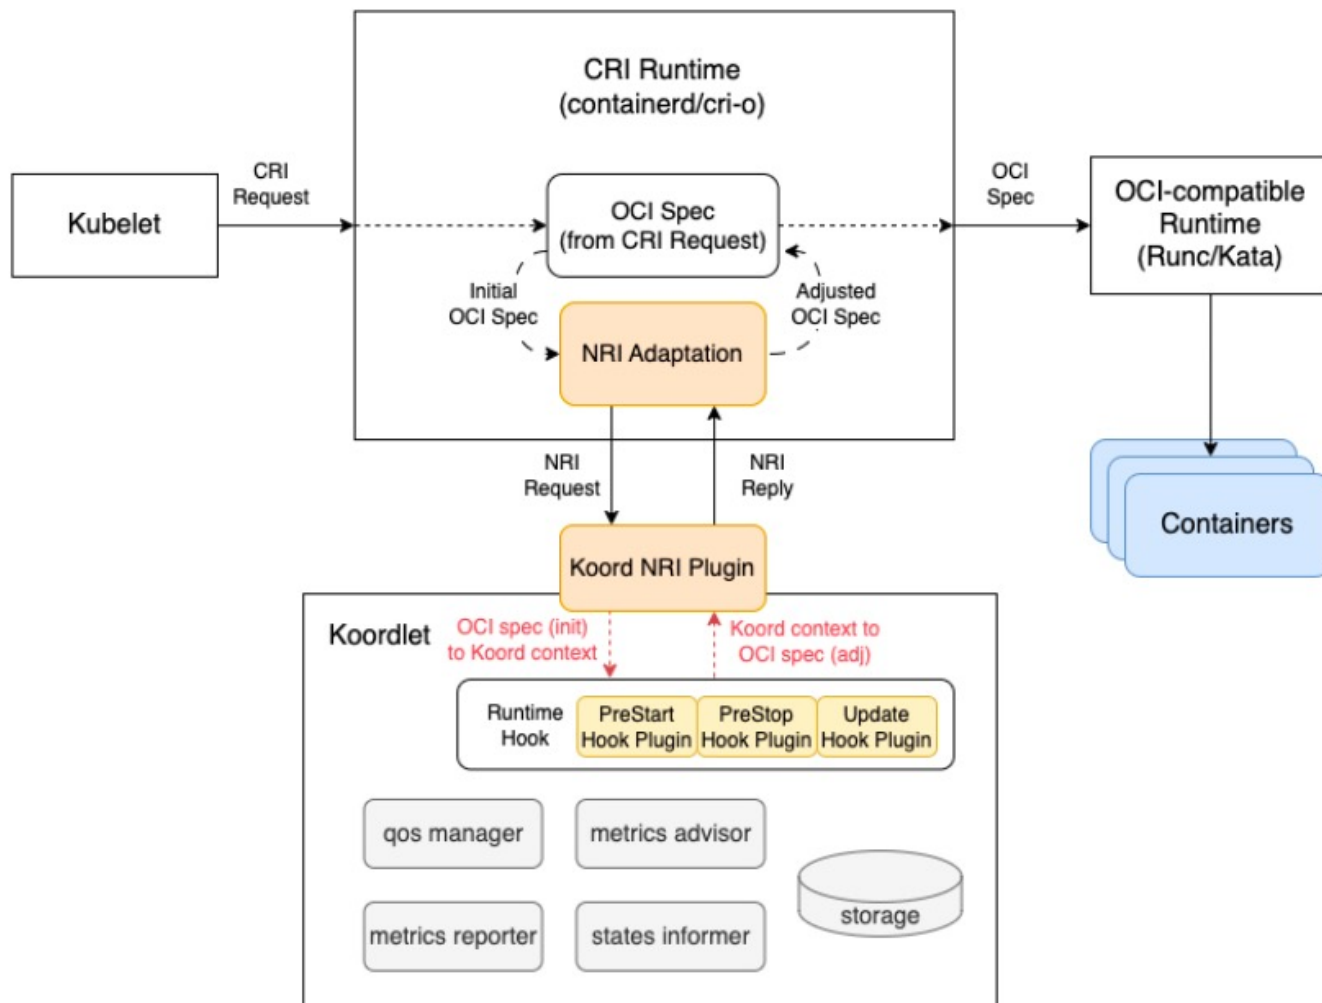 CRI Runtime
(containerd/cri-o)
CRI
Request
OCI
Spec
Kubelet
OCI Spec
(from CRI Request)
OCI-compatible
Runtime
(Runc/Kata)
Initial
OCI Spec
Adjusted
OCI Spec
NRI Adaptation
NRI
Request
NRI
Reply
Containers
Koord NRI Plugin
Koordlet
OCI spec (init)
to Koord context
Koord context to
OCI spec (adj)
Runtime
Hook
PreStart
Hook Plugin
PreStop
Hook Plugin
Update
Hook Plugin
qos manager
metrics advisor
storage
metrics reporter
states informer